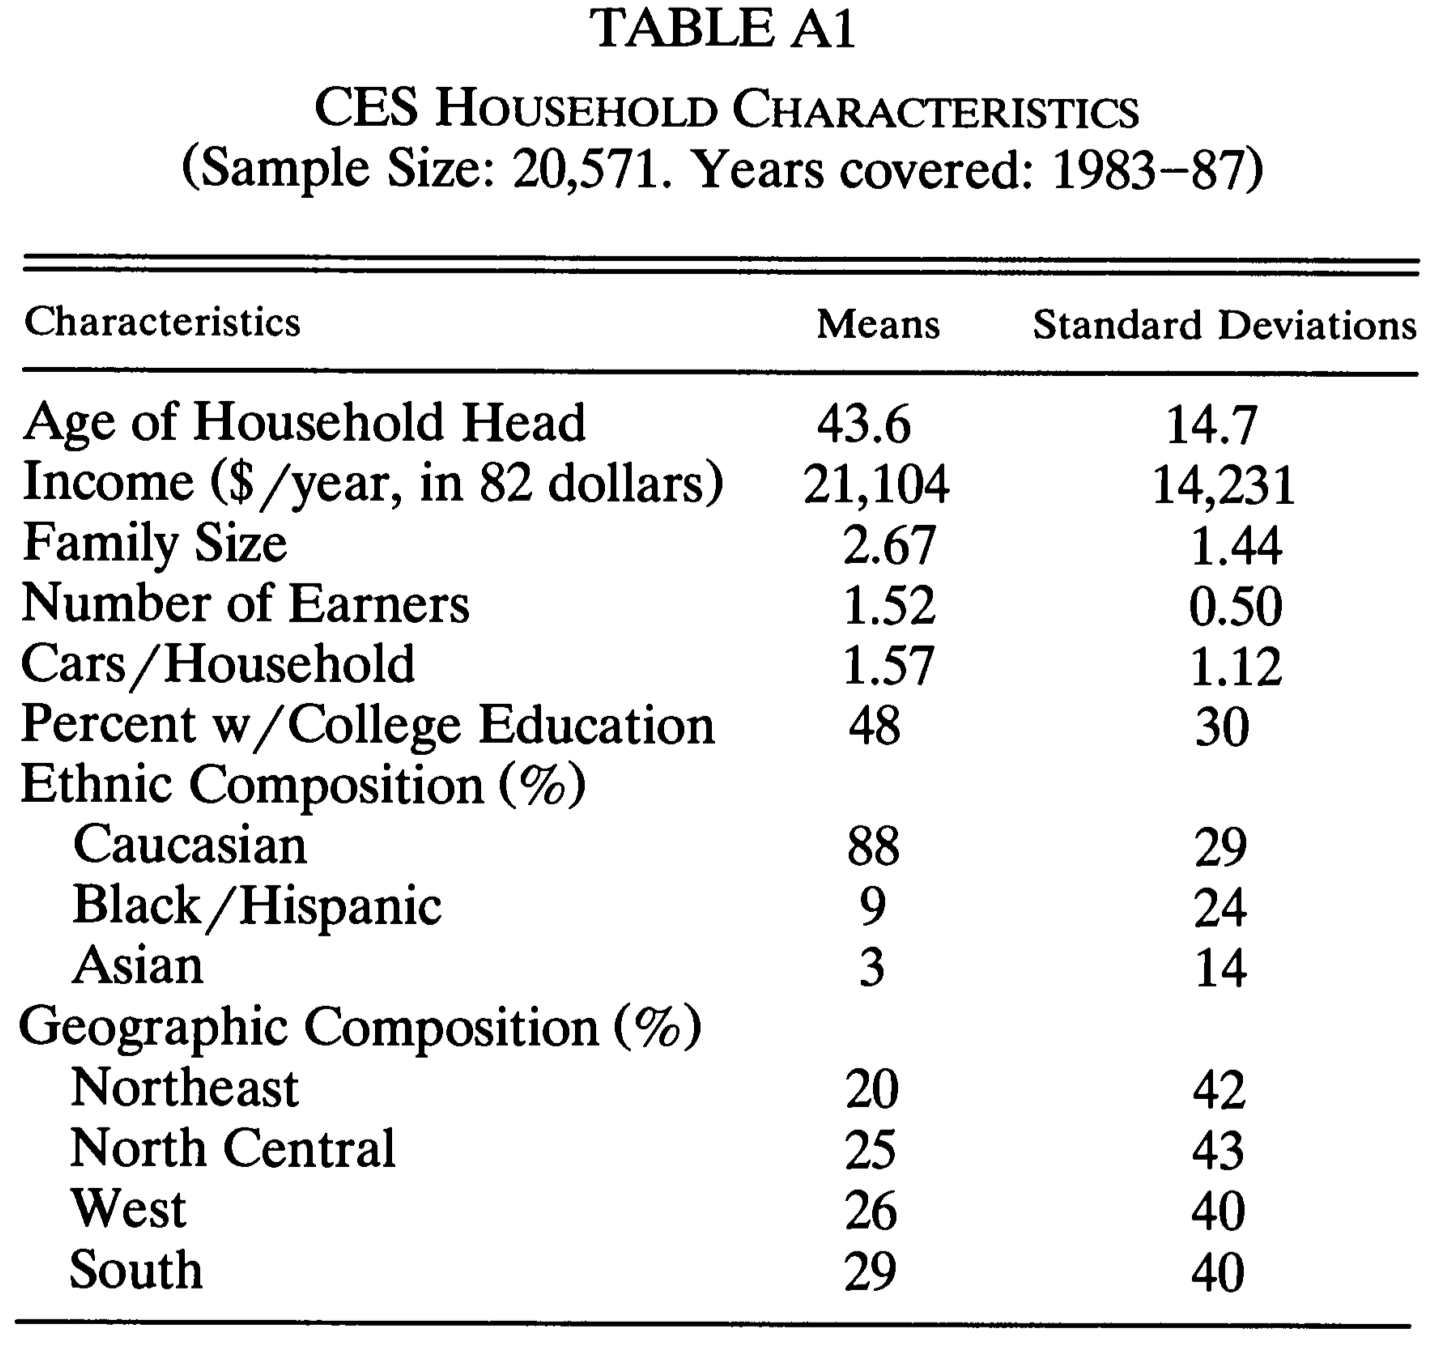 TABLE A1
CES HOUSEHOLD CHARACTERISTICS
(Sample Size: 20,571. Years covered: 1983–87)
Characteristics Means Standard Deviations
Age of Household Head 43.6 14.7
Income ($/year, in 82 dollars) 21,104 14,231
Family Size 2.67 1.44
Number of Earners 1.52 0.50
Cars/Household 1.57 1.12
Percent w/College Education 48 30
Ethnic Composition (%)
Caucasian 88 29
Black/Hispanic 9 24
Asian 3 14
Geographic Composition (%)
Northeast 20 42
North Central 25 43
West 26 40
South 29 40